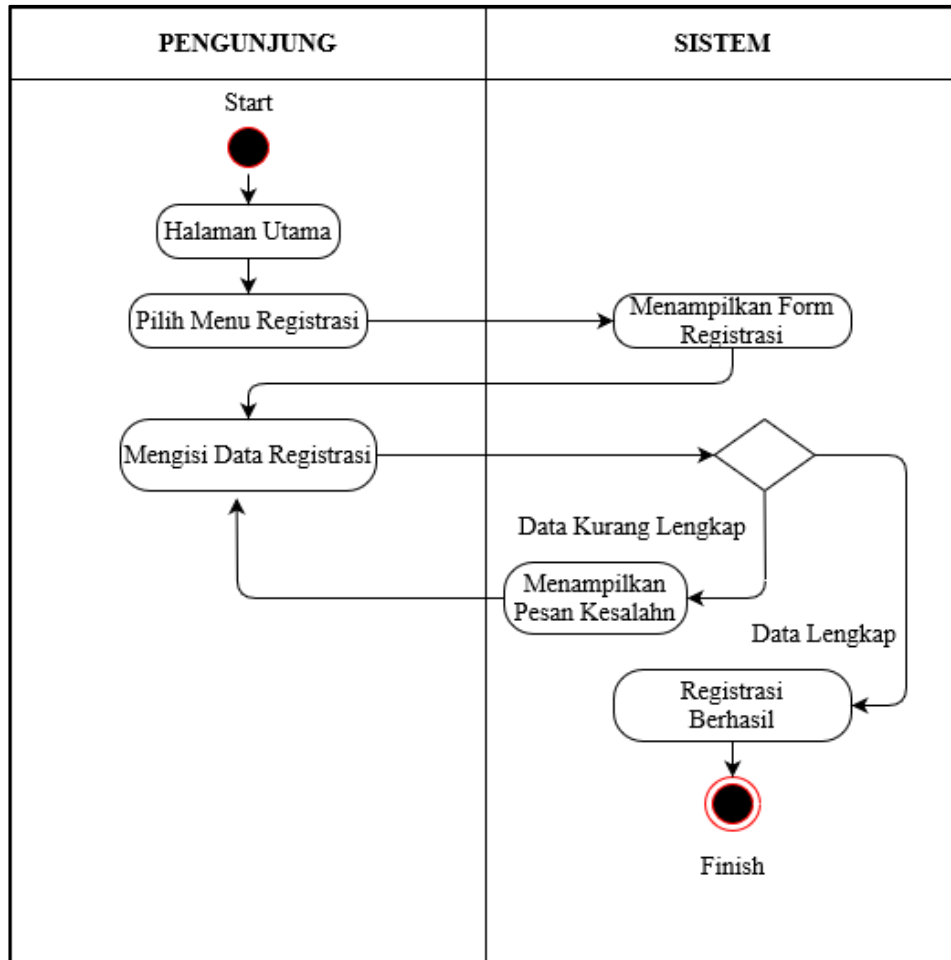 PENGUNJUNG
SISTEM
Start
Halaman Utama
Pilih Menu Registrasi
Menampilkan Form
Registrasi
Mengisi Data Registrasi
Data Kurang Lengkap
Menampilkan
Pesan Kesalahn
Data Lengkap
Registrasi
Berhasil
Finish